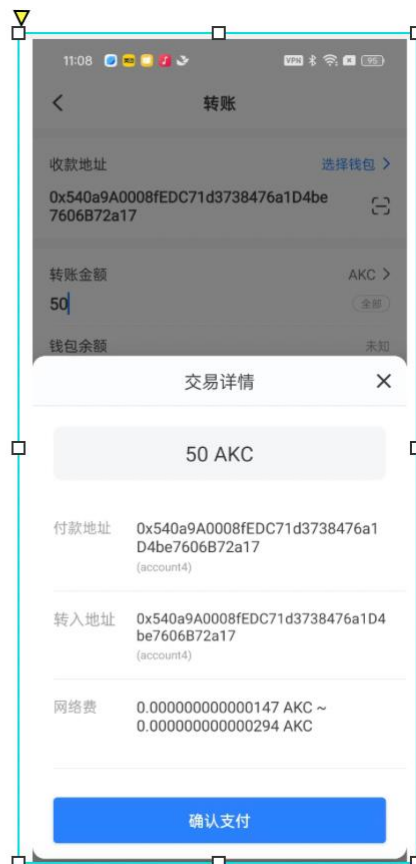 11:08
VPN
95
转账
收款地址
选择钱包
0x540a9A0008fEDC71d3738476a1D4be
7606B72a17
转账金额
AKC
50
全部
钱包余额
未知
交易详情
50 AKC
付款地址
0x540a9A0008fEDC71d3738476a1
D4be7606B72a17
(account4)
转入地址
0x540a9A0008fEDC71d3738476a1D4
be7606B72a17
(account4)
网络费
0.000000000000147 AKC ~
0.000000000000294 AKC
确认支付